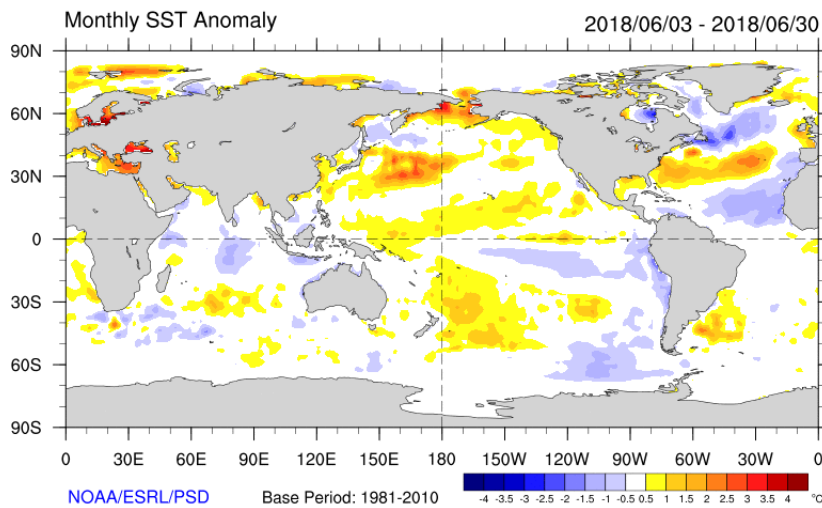 Monthly SST Anomaly 2018/06/03 - 2018/06/30
90N
60N
30N
0
30S
60S
90S
0 30E 60E 90E 120E 150E 180 150W 120W 90W 60W 30W 0
NOAA/ESRL/PSD Base Period: 1981-2010
-4 -3.5 -3 -2.5 -2 -1.5 -1 -0.5 0.5 1 1.5 2 2.5 3 3.5 4 °C